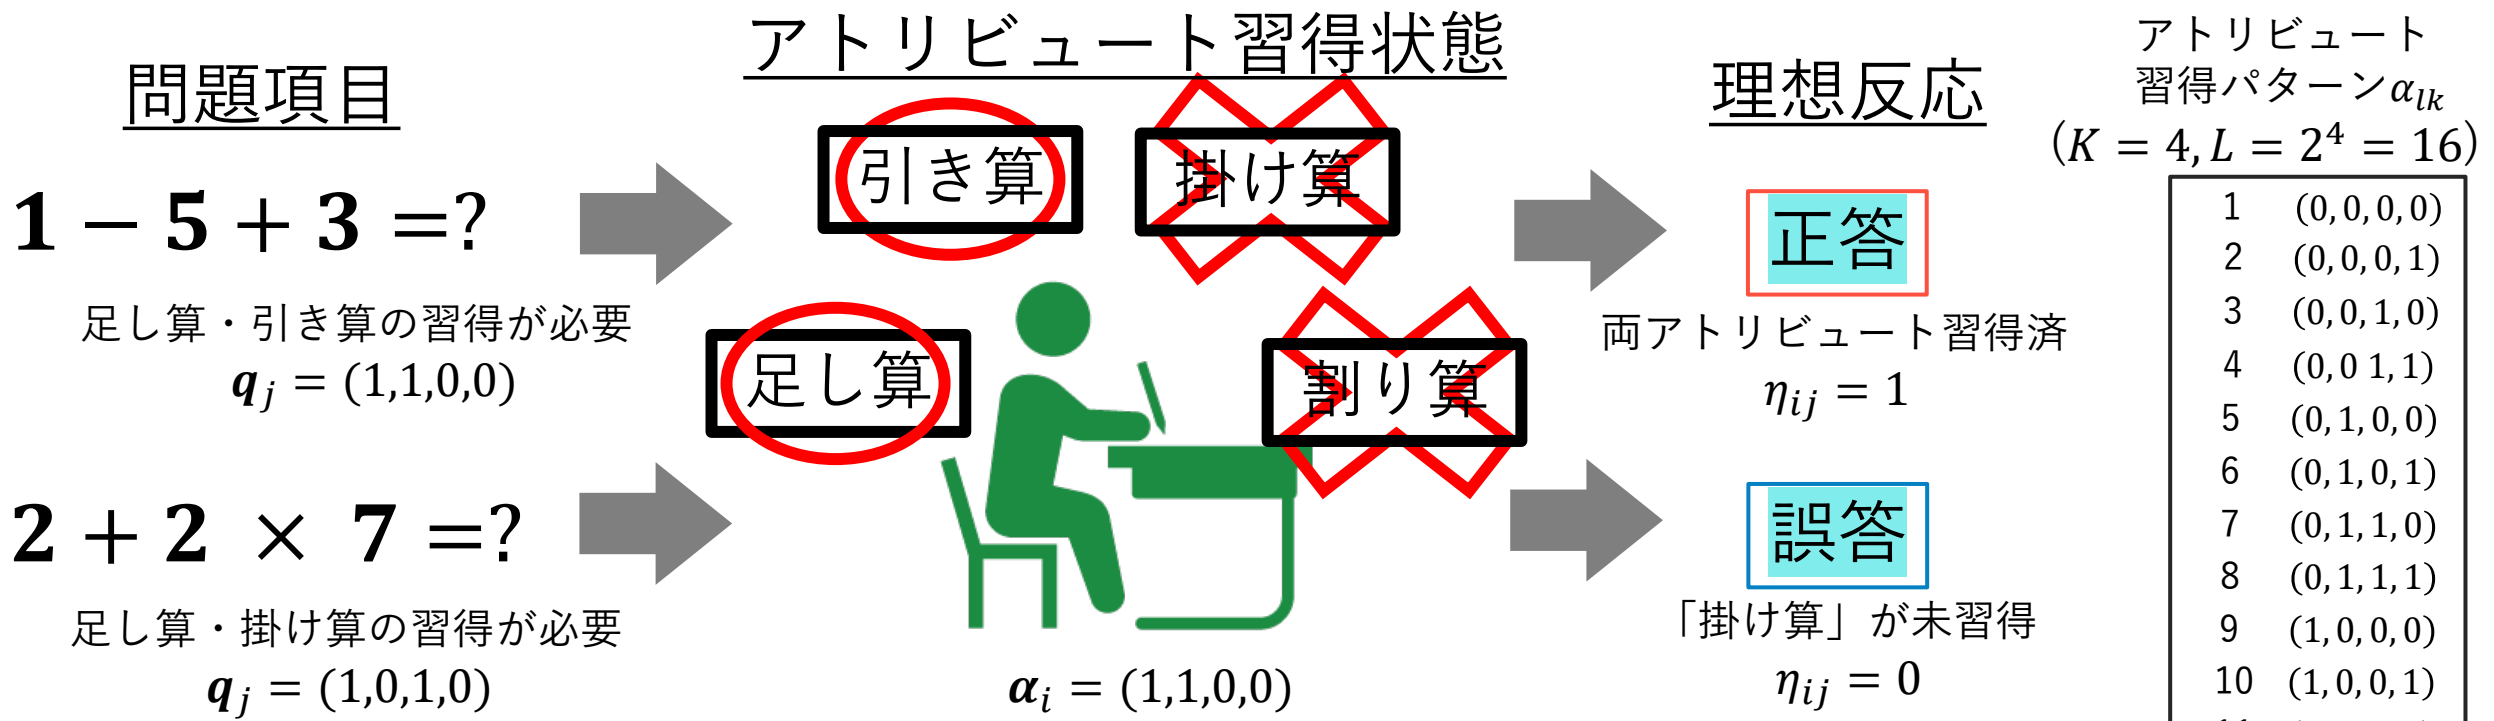 問題項目
1 − 5 + 3 =?
足し算・引き算の習得が必要
q_j = (1,1,0,0)
2 + 2 × 7 =?
足し算・掛け算の習得が必要
q_j = (1,0,1,0)
アトリビュート習得状態
引き算
掛け算
足し算
割り算
α_i = (1,1,0,0)
理想反応
正答
両アトリビュート習得済
η_ij = 1
誤答
「掛け算」が未習得
η_ij = 0
アトリビュート
習得パターンα_lk
(K = 4, L = 2^4 = 16)
1 (0,0,0,0)
2 (0,0,0,1)
3 (0,0,1,0)
4 (0,0 1,1)
5 (0,1,0,0)
6 (0,1,0,1)
7 (0,1,1,0)
8 (0,1,1,1)
9 (1,0,0,0)
10 (1,0,0,1)